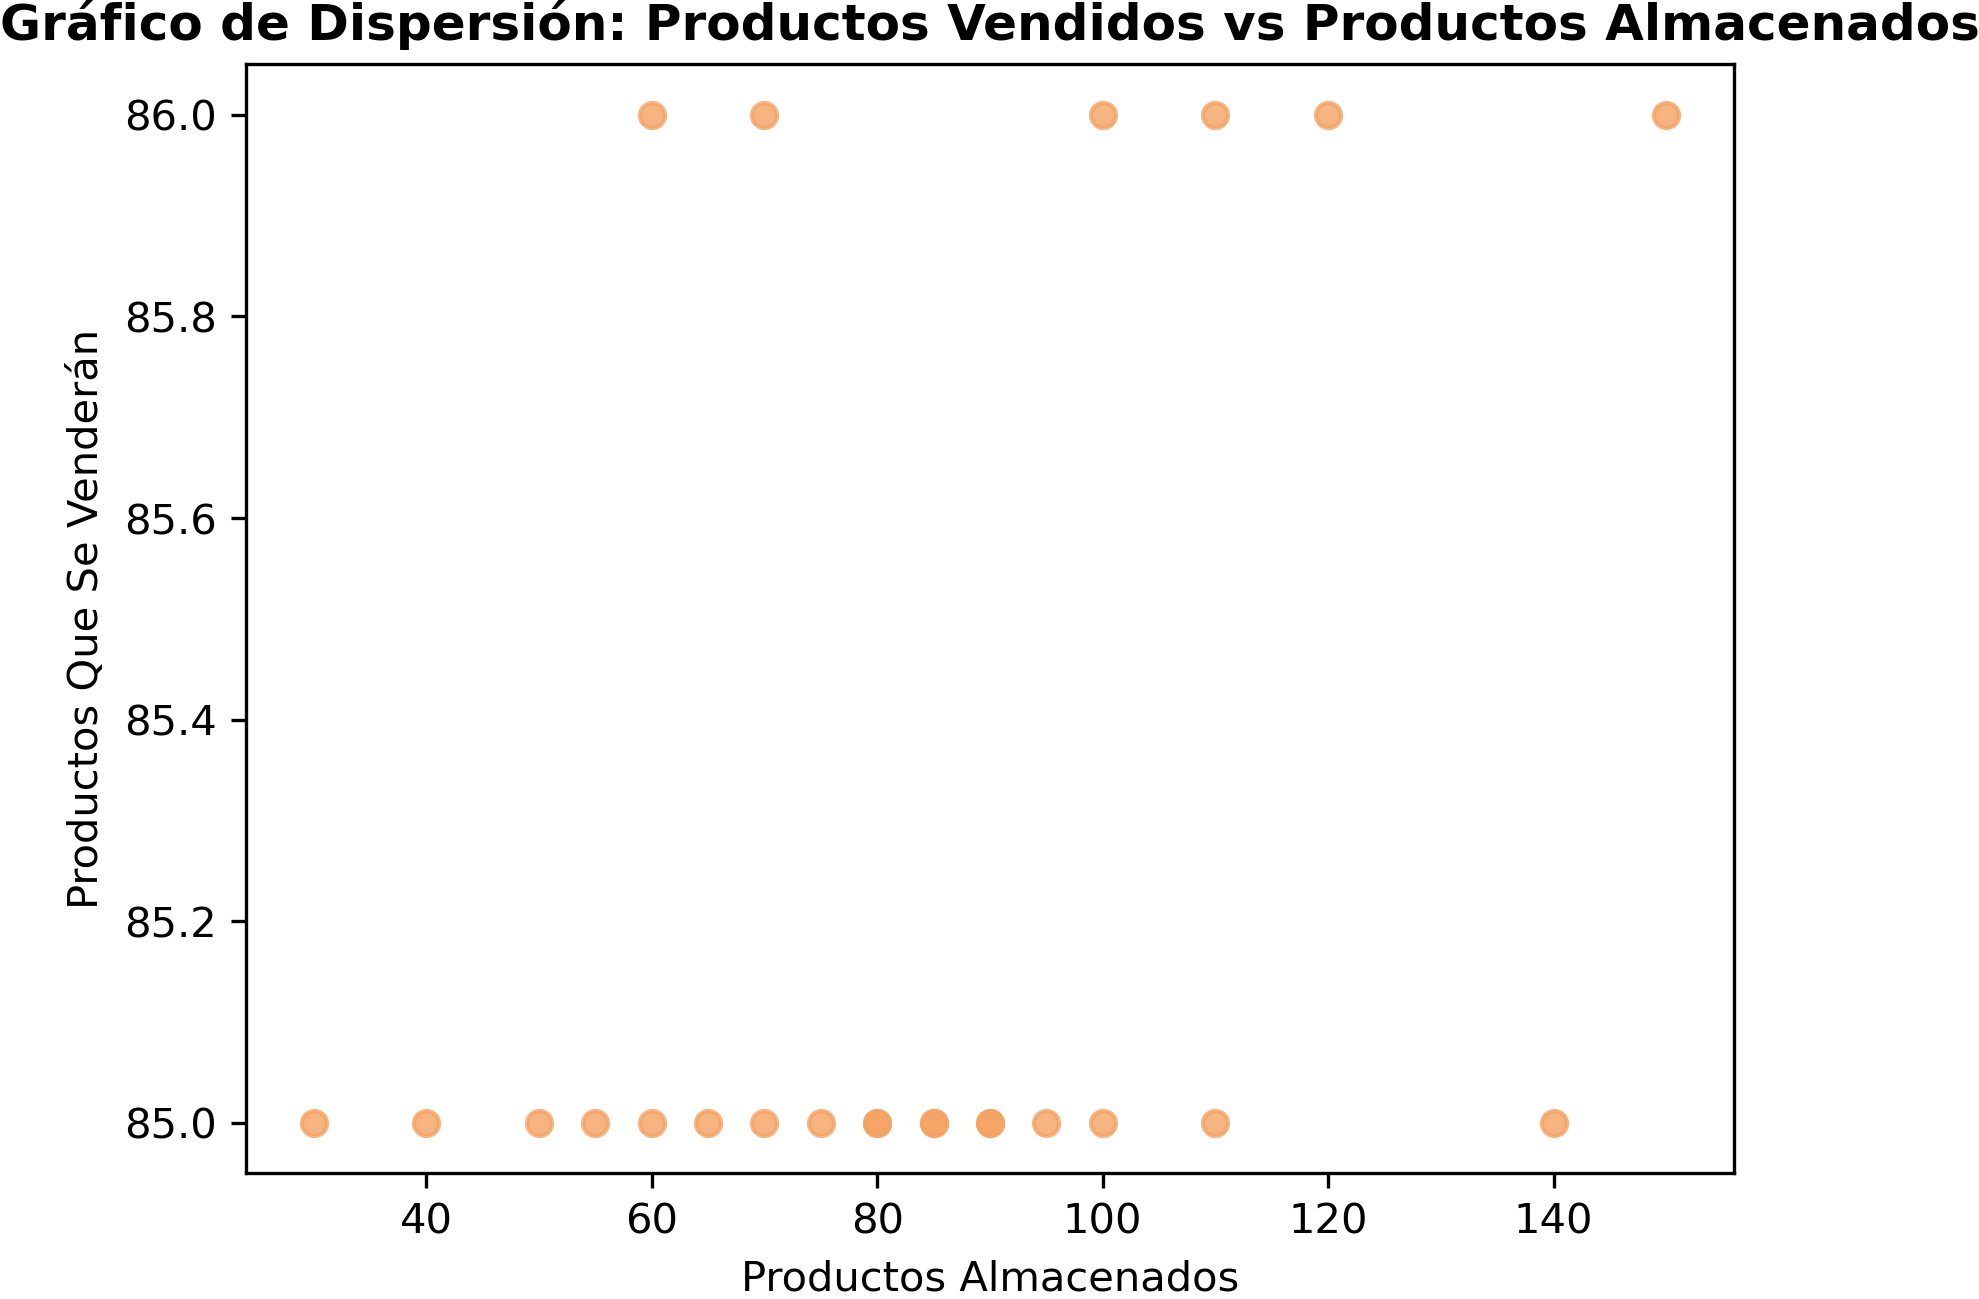 Gráfico de Dispersión: Productos Vendidos vs Productos Almacenados
86.0
85.8
85.6
85.4
85.2
85.0
Productos Que Se Venderán
40 60 80 100 120 140
Productos Almacenados